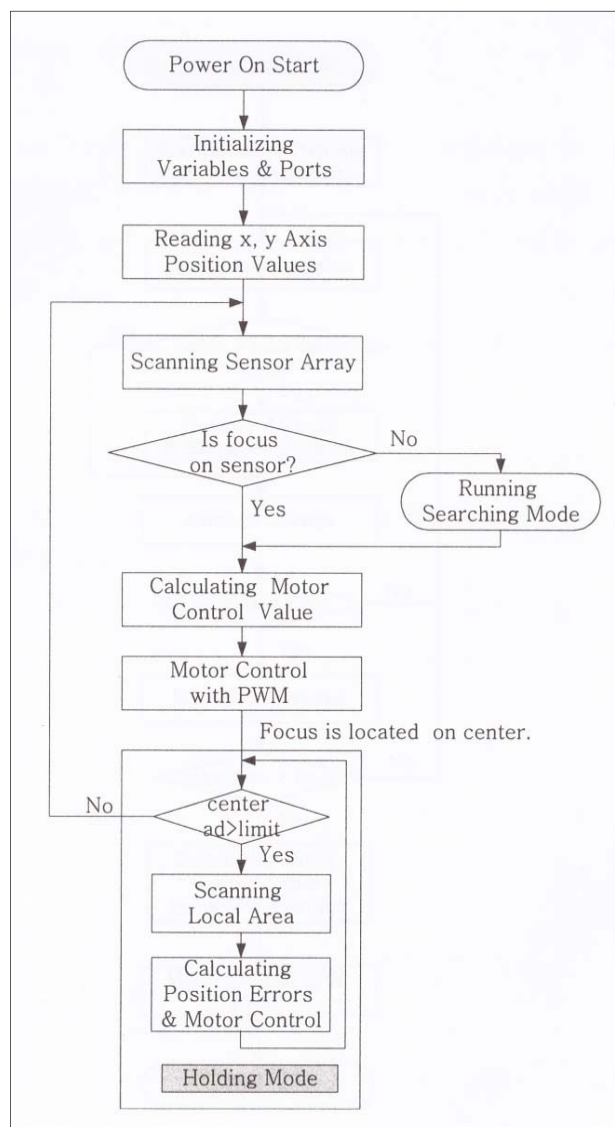 Power On Start
Initializing
Variables & Ports
Reading x, y Axis
Position Values
Scanning Sensor Array
Is focus
on sensor?
No
Yes
Running
Searching Mode
Calculating Motor
Control Value
Motor Control
with PWM
Focus is located on center.
No
center
ad>limit
Yes
Scanning
Local Area
Calculating
Position Errors
& Motor Control
Holding Mode